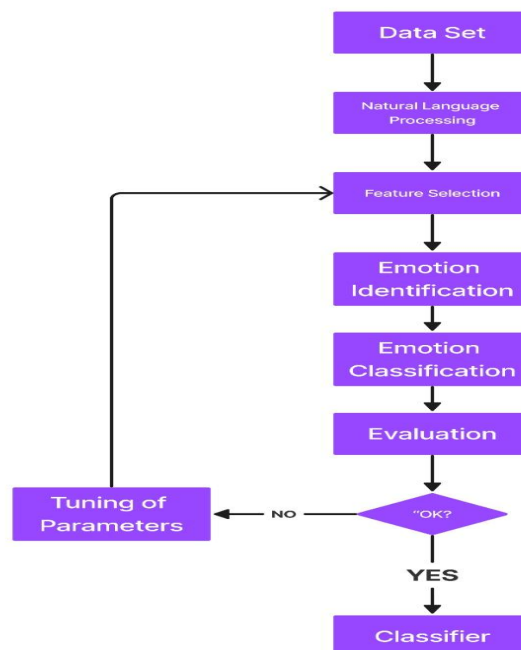 Data Set
Natural Language
Processing
Feature Selection
Emotion
Identification
Emotion
Classification
Evaluation
Tuning of
Parameters
NO
"OK?
YES
Classifier